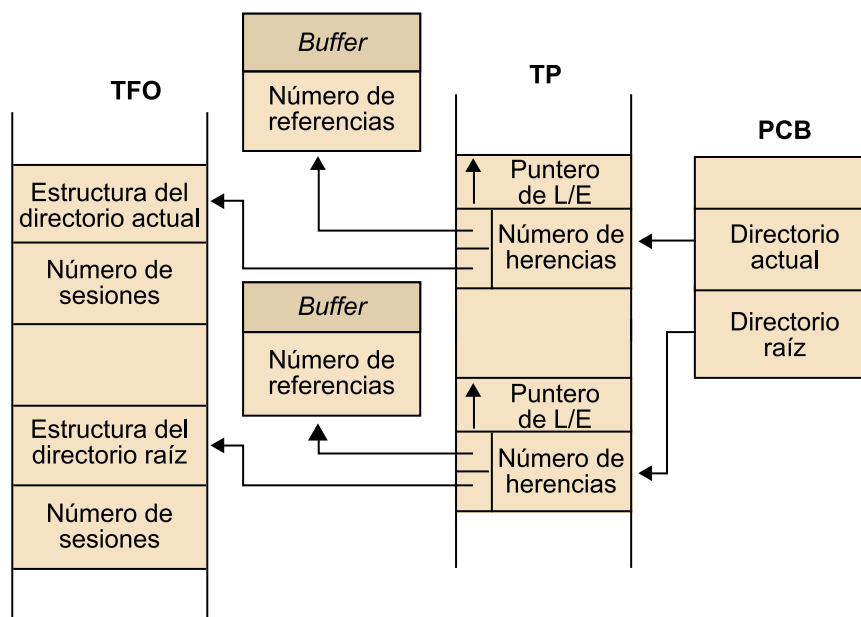 TFO
Estructura del
directorio actual
Número de
sesiones
Estructura del
directorio raíz
Número de
sesiones
Buffer
Número de
referencias
Buffer
Número de
referencias
TP
Puntero
de L/E
Número de
herencias
Puntero
de L/E
Número de
herencias
PCB
Directorio
actual
Directorio
raíz